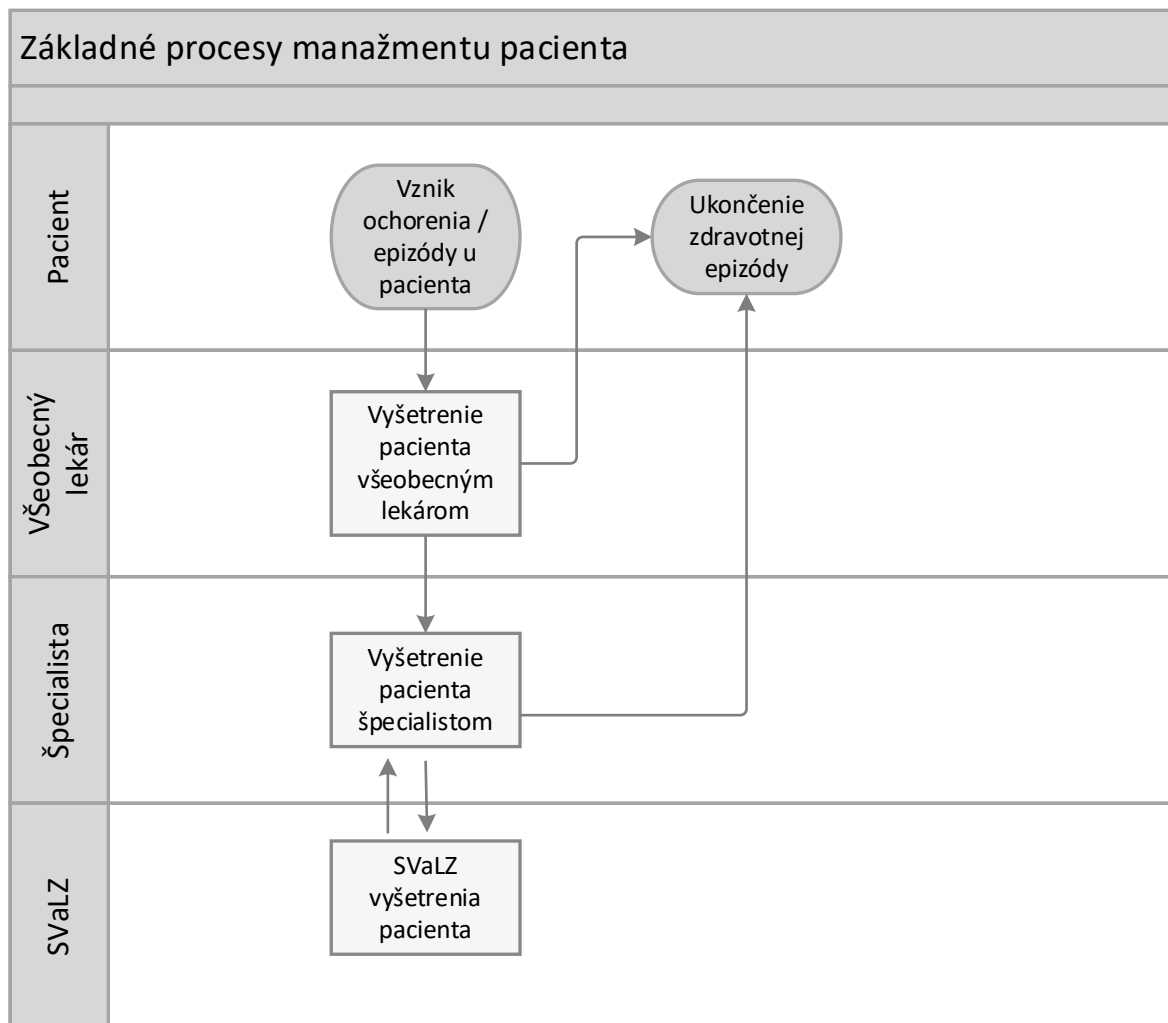 Základné procesy manažmentu pacienta
Pacient
Vznik
ochorenia /
epizódy u
pacienta
Ukončenie
zdravotnej
epizódy
VŠeobecný
lekár
Vyšetrenie
pacienta
všeobecným
lekárom
Špecialista
Vyšetrenie
pacienta
špecialistom
SVaLZ
SVaLZ
vyšetrenia
pacienta